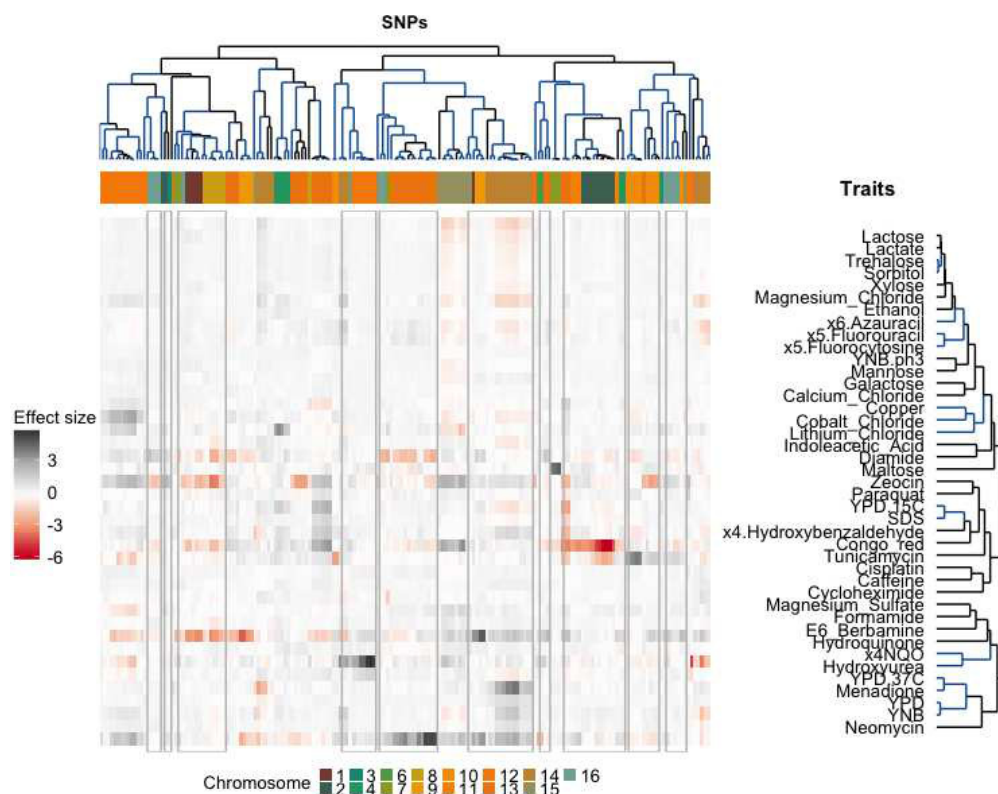 SNPs
Traits
Lactose
Lactate
Trehalose
Sorbitol
Xylose
Magnesium_Chloride
Ethanol
x6.Azauracil
x5.Fluorouracil
x5.Fluorocytosine
YNB.ph3
Mannose
Galactose
Calcium_Chloride
Copper
Cobalt_Chloride
Lithium_Chloride
Indoleacetic_Acid
Diamide
Maltose
Zeocin
Paraquat
YPD.15C
SDS
x4.Hydroxybenzaldehyde
Congo_red
Tunicamycin
Cisplatin
Caffeine
Cycloheximide
Magnesium_Sulfate
Formamide
E6_Berbamine
Hydroquinone
x4NQO
Hydroxyurea
YPD.37C
Menadione
YPD
YNB
Neomycin
Effect size
3
0
-3
-6
Chromosome
1 3 6 8 10 12 14 16
2 4 7 9 11 13 15